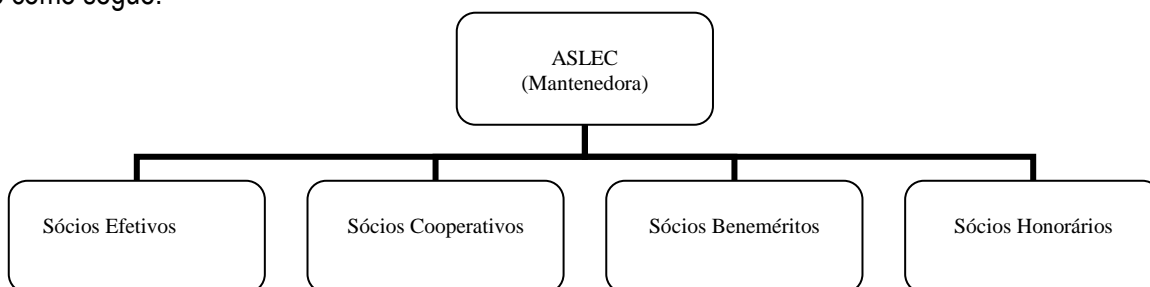 como segue:
ASLEC
(Mantenedora)
Sócios Efetivos
Sócios Cooperativos
Sócios Beneméritos
Sócios Honorários